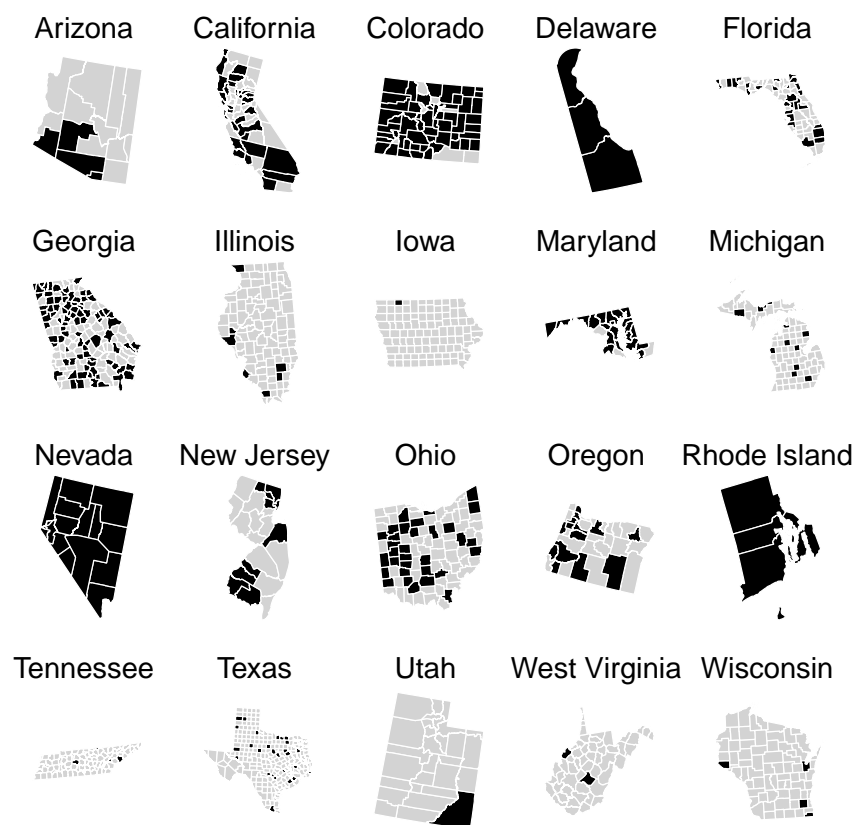 Arizona California Colorado Delaware Florida
Georgia Illinois Iowa Maryland Michigan
Nevada New Jersey Ohio Oregon Rhode Island
Tennessee Texas Utah West Virginia Wisconsin